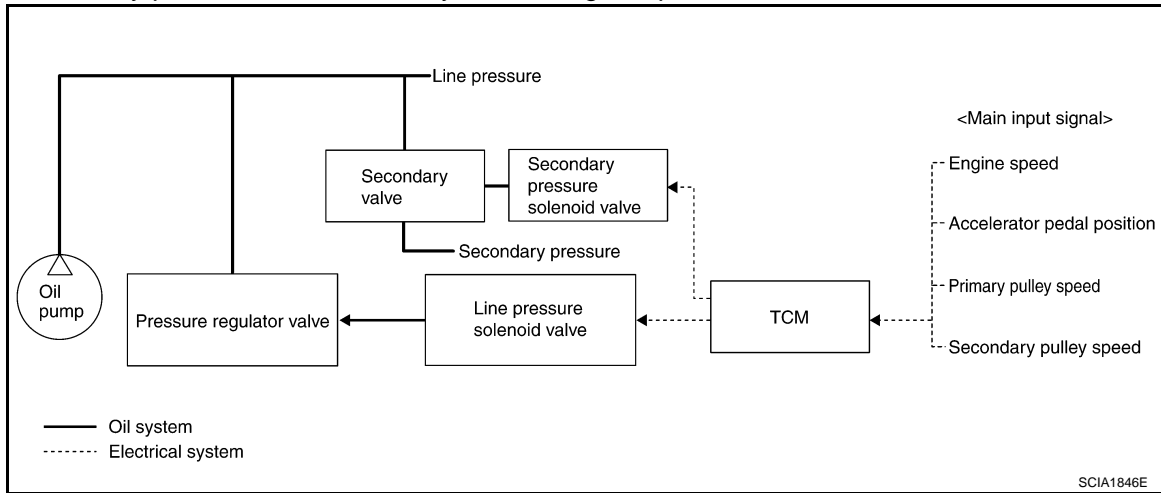 Line pressure
<Main input signal>
Secondary
valve
Secondary
pressure
solenoid valve
Engine speed
Accelerator pedal position
Secondary pressure
Oil
pump
Pressure regulator valve
Line pressure
solenoid valve
TCM
Primary pulley speed
Secondary pulley speed
Oil system
Electrical system
SCIA1846E